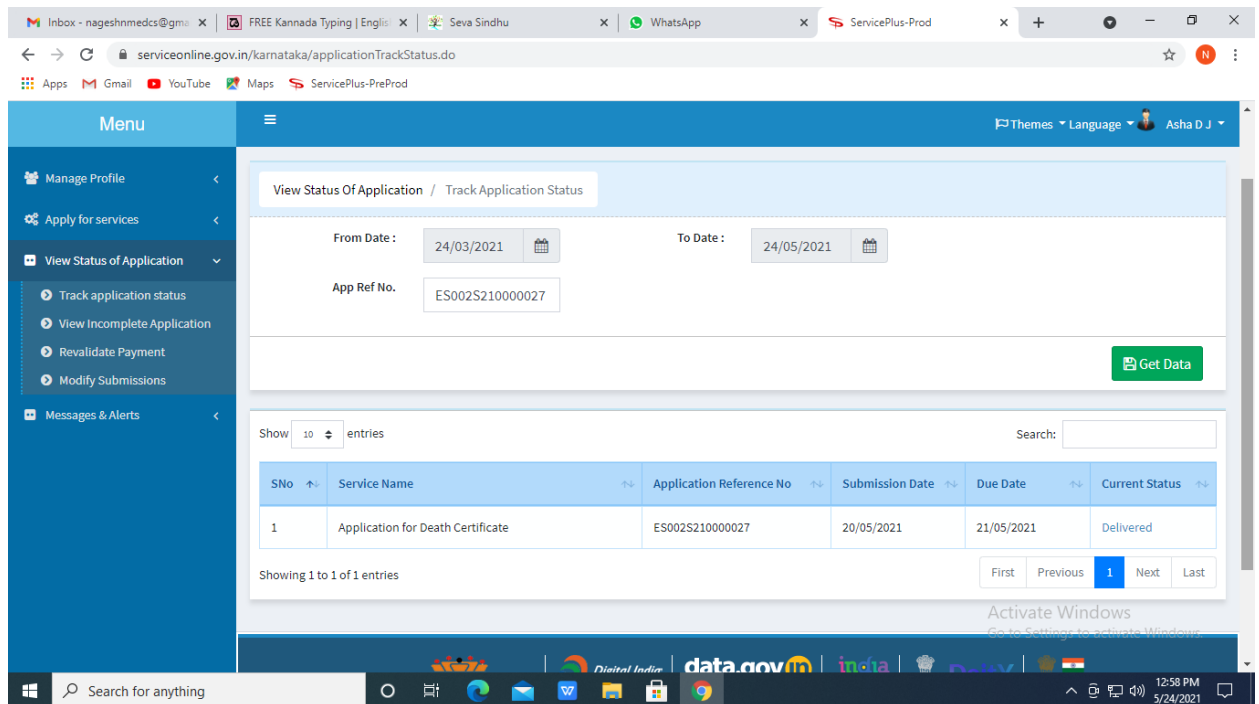 Inbox - nageshnmedcs@gma
FREE Kannada Typing | Englis
Seva Sindhu
WhatsApp
ServicePlus-Prod
serviceonline.gov.in/karnataka/applicationTrackStatus.do
N
Apps Gmail YouTube Maps ServicePlus-PreProd
Menu
Themes Language Asha D J
Manage Profile
Apply for services
View Status of Application
Track application status
View Incomplete Application
Revalidate Payment
Modify Submissions
Messages & Alerts
View Status Of Application / Track Application Status
From Date : 24/03/2021 To Date : 24/05/2021
App Ref No. ES002S210000027
Get Data
Show 10 entries Search:
SNo Service Name Application Reference No Submission Date Due Date Current Status
1 Application for Death Certificate ES002S210000027 20/05/2021 21/05/2021 Delivered
Showing 1 to 1 of 1 entries First Previous 1 Next Last
Activate Windows
Go to Settings to activate Windows.
Digital India data.gov in india
Search for anything
12:58 PM
5/24/2021